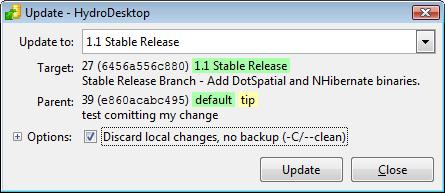 Update - HydroDesktop
Update to: 1.1 Stable Release
Target: 27 (6456a556c880) 1.1 Stable Release
Stable Release Branch - Add DotSpatial and NHibernate binaries.
Parent: 39 (e860acabc495) default tip
test comitting my change
Options: Discard local changes, no backup (-C/--clean)
Update Close